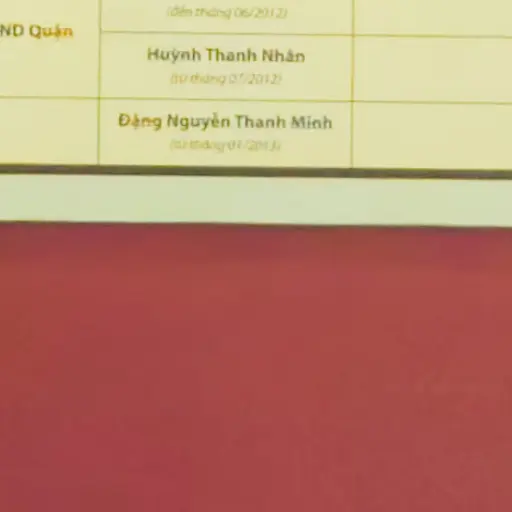 (đến tháng 06/2012)
ND Quận
Huỳnh Thanh Nhân
(từ tháng 07/2012)
Đặng Nguyễn Thanh Minh
(từ tháng 01/2013)